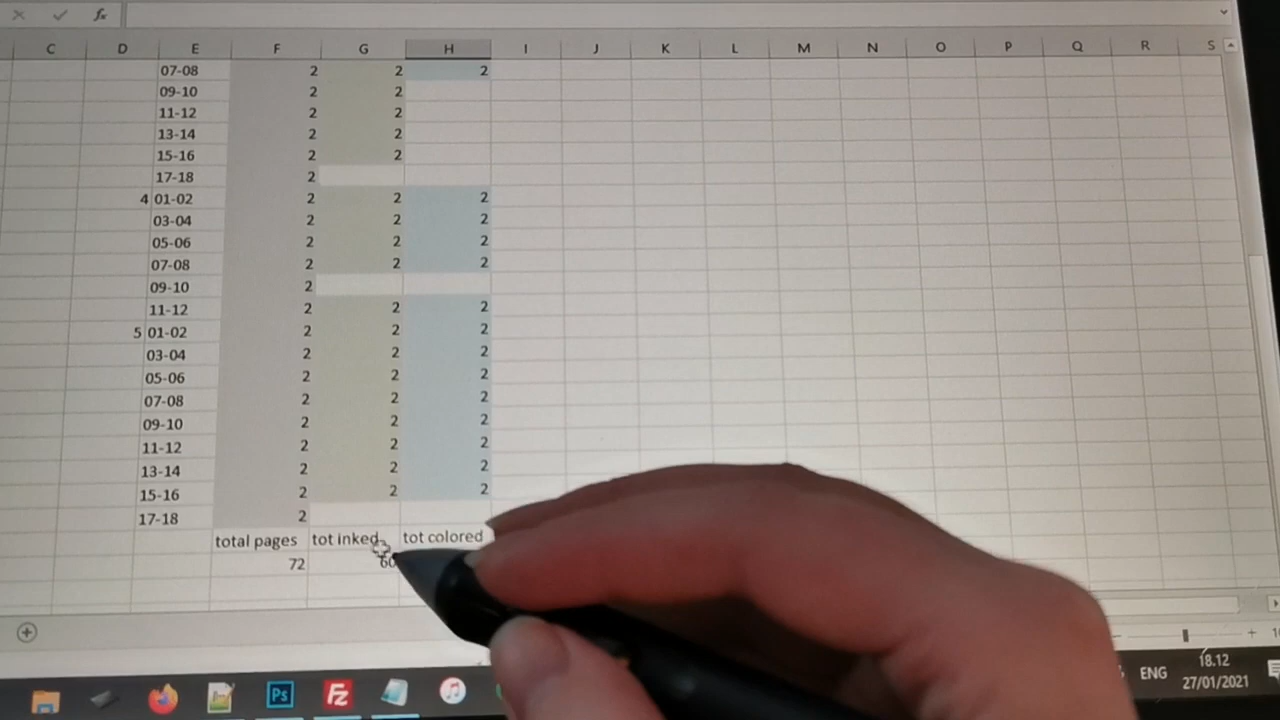 fx
C D E F G H I J K L M N O P Q R S
07-08 2 2 2
09-10 2 2
11-12 2 2
13-14 2 2
15-16 2 2
17-18 2
4 01-02 2 2 2
03-04 2 2 2
05-06 2 2 2
07-08 2 2 2
09-10 2
11-12 2 2 2
5 01-02 2 2 2
03-04 2 2 2
05-06 2 2 2
07-08 2 2 2
09-10 2 2 2
11-12 2 2 2
13-14 2 2 2
15-16 2 2 2
17-18 2
total pages tot inked tot colored
72 60
Ps Fz ENG 18.12
27/01/2021